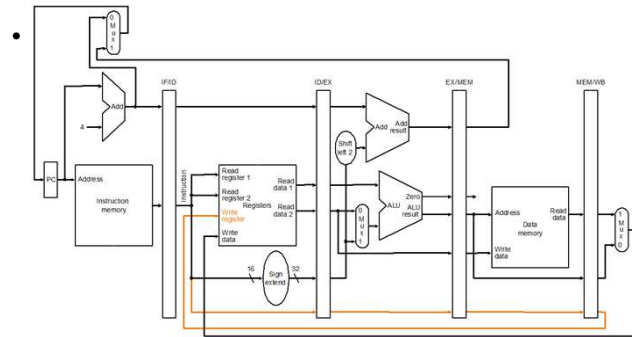 0
M
u
x
1
IF/ID
ID/EX
EX/MEM
MEM/WB
Add
4
Shift
left 2
Add
Add
result
PC
Address
Instruction
memory
Instruction
Read
register 1
Read
register 2
Registers
Write
register
Write
data
Read
data 1
Read
data 2
0
M
u
x
1
Zero
ALU
ALU
result
Address
Data
memory
Write
data
Read
data
1
M
u
x
0
16
Sign
extend
32